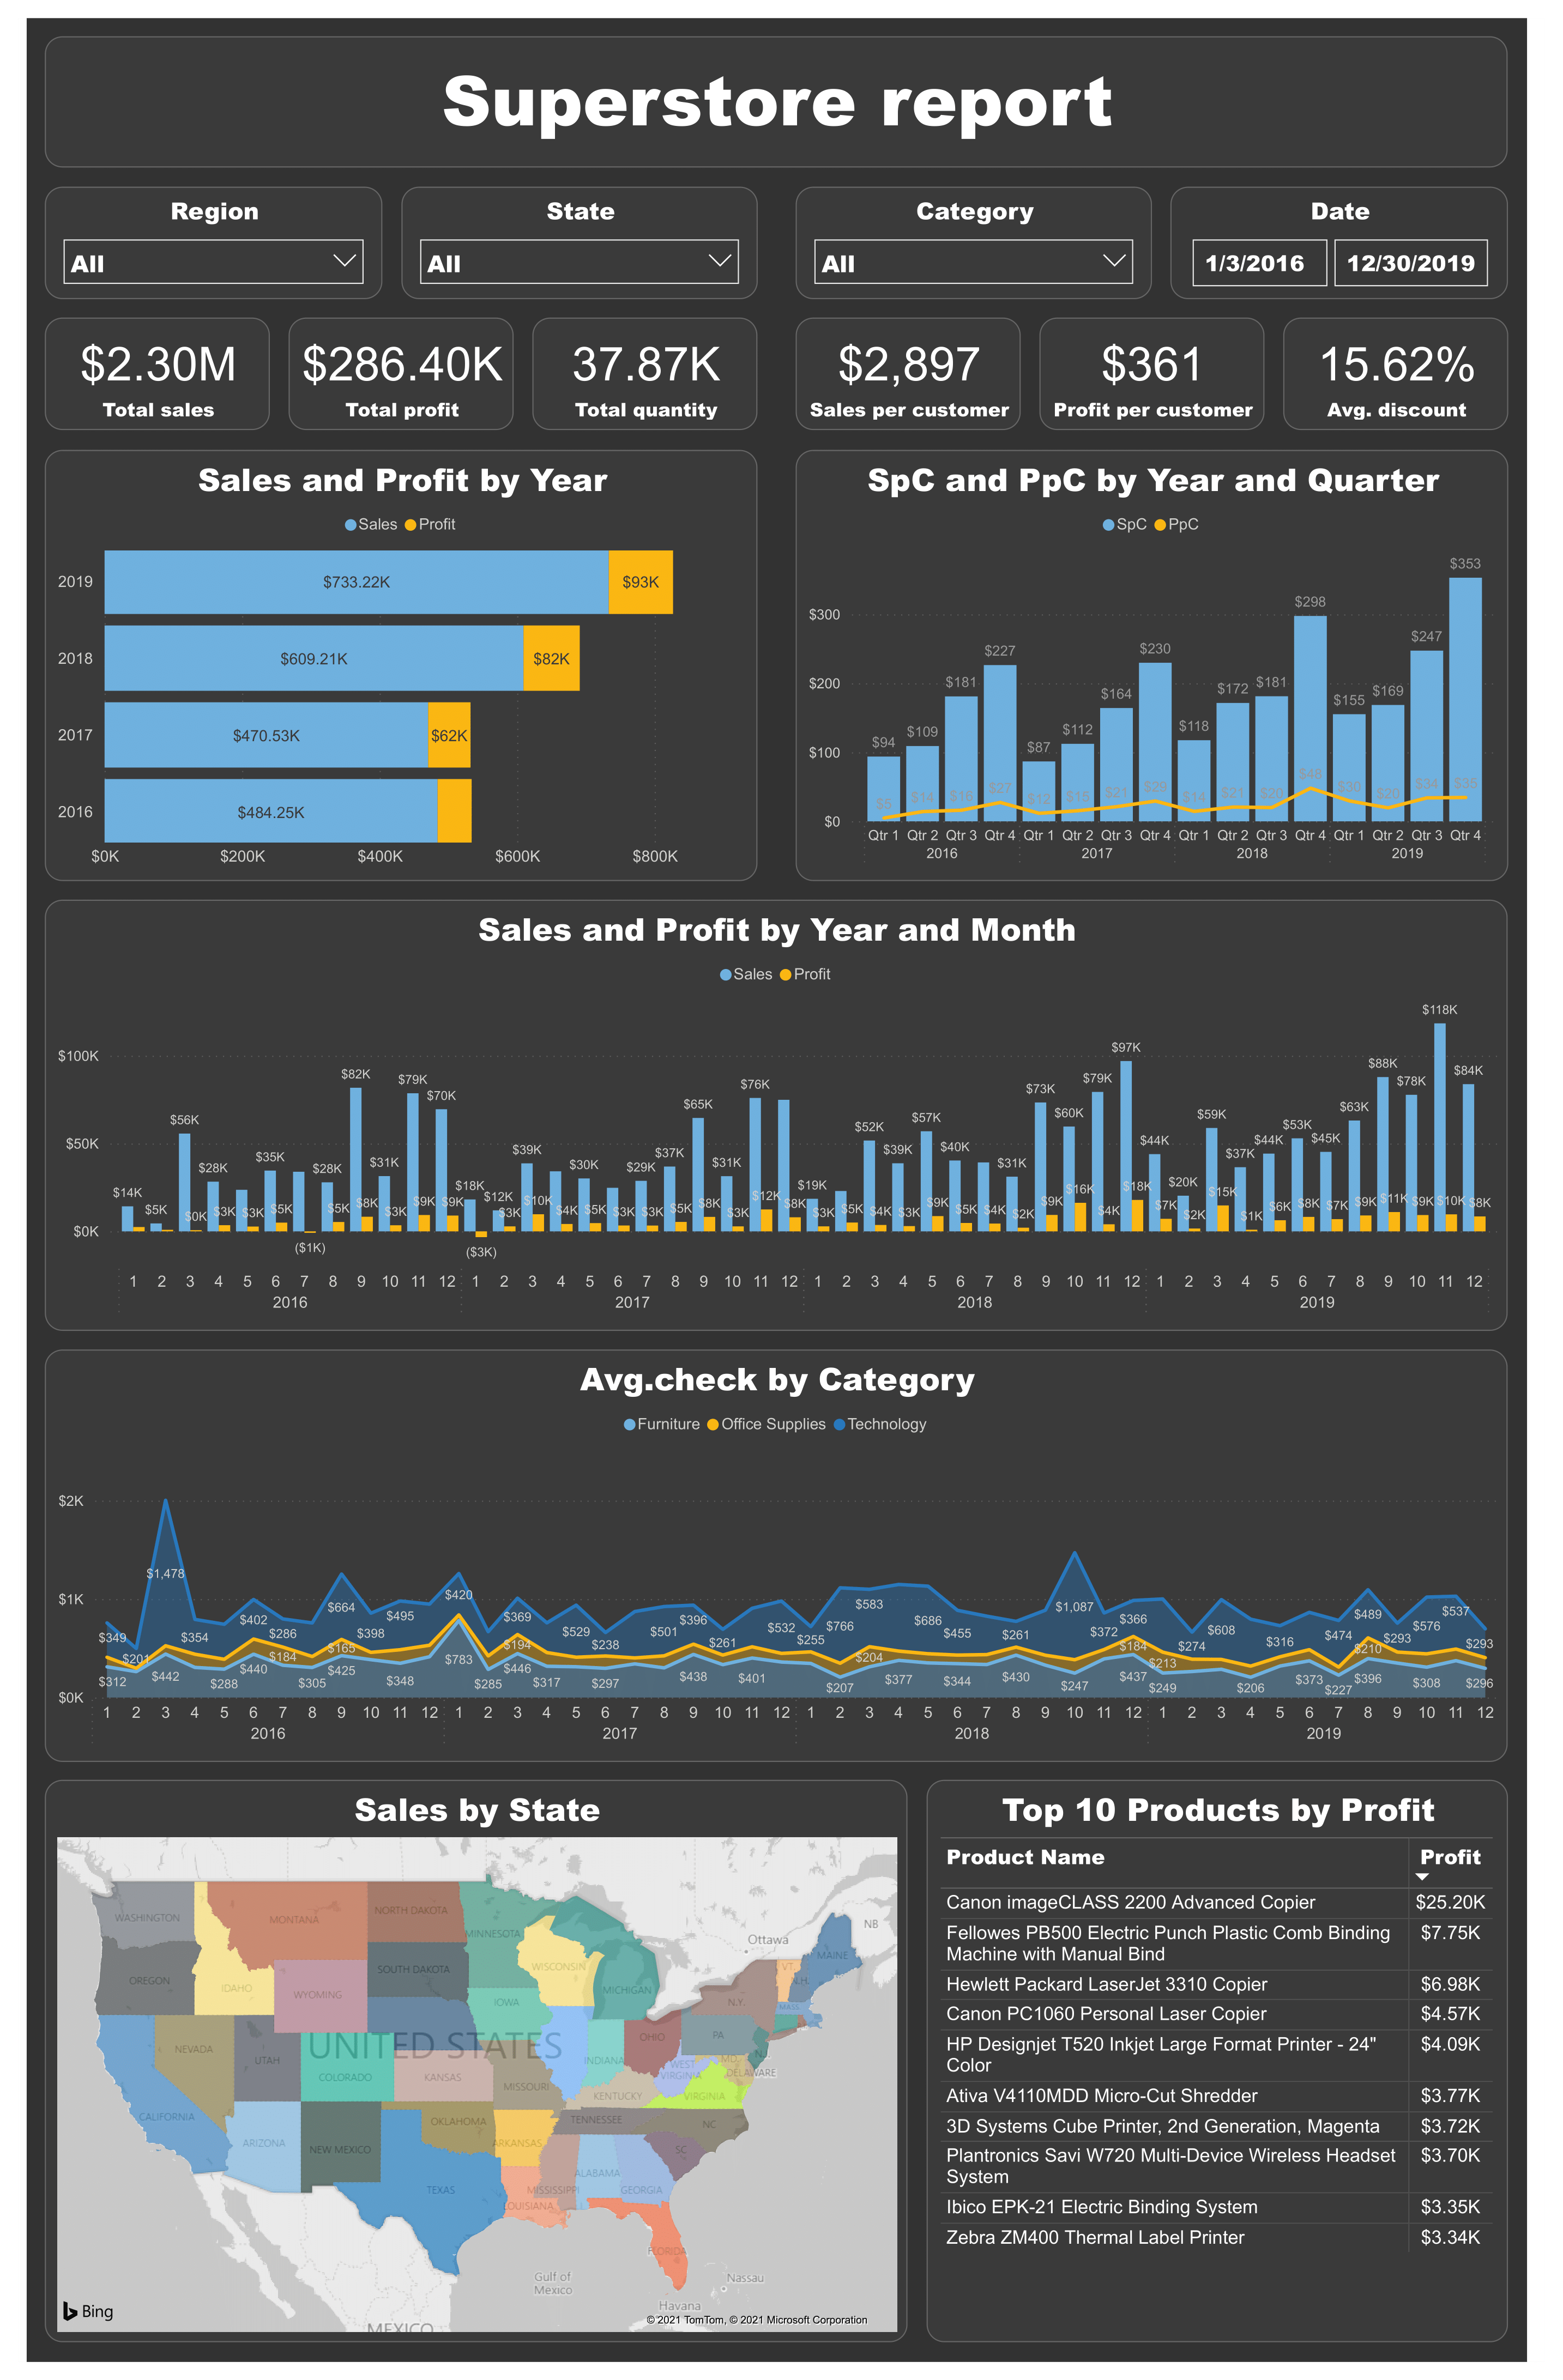 Superstore report
Region
State
Category
Date
All
All
All
1/3/2016
12/30/2019
$2.30M
Total sales
$286.40K
Total profit
37.87K
Total quantity
$2,897
Sales per customer
$361
Profit per customer
15.62%
Avg. discount
Sales and Profit by Year
Sales Profit
2019 $733.22K $93K
2018 $609.21K $82K
2017 $470.53K $62K
2016 $484.25K
$0K $200K $400K $600K $800K
SpC and PpC by Year and Quarter
SpC PpC
$300
$200
$100
$0
$94 $109 $181 $227 $87 $112 $164 $230 $118 $172 $181 $298 $155 $169 $247 $353
$5 $14 $16 $27 $12 $15 $21 $29 $14 $21 $20 $48 $30 $20 $34 $35
Qtr 1 Qtr 2 Qtr 3 Qtr 4 Qtr 1 Qtr 2 Qtr 3 Qtr 4 Qtr 1 Qtr 2 Qtr 3 Qtr 4 Qtr 1 Qtr 2 Qtr 3 Qtr 4
2016 2017 2018 2019
Sales and Profit by Year and Month
Sales Profit
$100K
$50K
$0K
$14K $5K $56K $28K $35K $28K $82K $31K $79K $70K $18K $12K $39K $30K $29K $37K $65K $31K $76K $19K $52K $39K $57K $40K $31K $73K $60K $79K $97K $44K $20K $59K $37K $44K $53K $45K $63K $88K $78K $118K $84K
$0K $3K $3K $5K ($1K) $5K $8K $3K $9K $9K ($3K) $3K $10K $4K $5K $3K $3K $5K $8K $3K $12K $8K $3K $5K $4K $3K $9K $5K $4K $2K $9K $16K $4K $18K $7K $2K $15K $1K $6K $8K $7K $9K $11K $9K $10K $8K
1 2 3 4 5 6 7 8 9 10 11 12 1 2 3 4 5 6 7 8 9 10 11 12 1 2 3 4 5 6 7 8 9 10 11 12 1 2 3 4 5 6 7 8 9 10 11 12
2016 2017 2018 2019
Avg.check by Category
Furniture Office Supplies Technology
$2K
$1K
$0K
$349 $1,478 $354 $402 $286 $664 $398 $495 $420 $369 $529 $238 $501 $396 $261 $532 $255 $766 $583 $686 $455 $261 $1,087 $372 $366 $274 $608 $316 $474 $489 $293 $576 $537 $293
$201 $184 $165 $194 $204 $184 $213 $210
$312 $442 $288 $440 $305 $425 $348 $783 $285 $446 $317 $297 $438 $401 $207 $377 $344 $430 $247 $437 $249 $206 $373 $227 $396 $308 $296
1 2 3 4 5 6 7 8 9 10 11 12 1 2 3 4 5 6 7 8 9 10 11 12 1 2 3 4 5 6 7 8 9 10 11 12 1 2 3 4 5 6 7 8 9 10 11 12
2016 2017 2018 2019
Sales by State
WASHINGTON
MONTANA
NORTH DAKOTA
MINNESOTA
Ottawa
NB
MAINE
OREGON
IDAHO
SOUTH DAKOTA
WISCONSIN
MICHIGAN
VT.
N.H.
WYOMING
IOWA
N.Y.
MASS.
NEVADA
UTAH
UNITED STATES
COLORADO
KANSAS
MISSOURI
INDIANA
OHIO
PA
N.J.
MD.
DELAWARE
WEST
VIRGINIA
VIRGINIA
KENTUCKY
CALIFORNIA
ARIZONA
NEW MEXICO
OKLAHOMA
ARKANSAS
TENNESSEE
NC
SC
TEXAS
LOUISIANA
MISSISSIPPI
ALABAMA
GEORGIA
FLORIDA
Gulf of
Mexico
Nassau
Havana
MEXICO
Bing
© 2021 TomTom, © 2021 Microsoft Corporation
Top 10 Products by Profit
Product Name Profit
Canon imageCLASS 2200 Advanced Copier $25.20K
Fellowes PB500 Electric Punch Plastic Comb Binding $7.75K
Machine with Manual Bind
Hewlett Packard LaserJet 3310 Copier $6.98K
Canon PC1060 Personal Laser Copier $4.57K
HP Designjet T520 Inkjet Large Format Printer - 24" $4.09K
Color
Ativa V4110MDD Micro-Cut Shredder $3.77K
3D Systems Cube Printer, 2nd Generation, Magenta $3.72K
Plantronics Savi W720 Multi-Device Wireless Headset $3.70K
System
Ibico EPK-21 Electric Binding System $3.35K
Zebra ZM400 Thermal Label Printer $3.34K